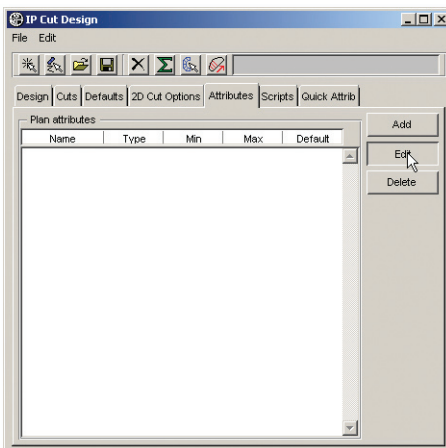 IP Cut Design
File Edit
Design Cuts Defaults 2D Cut Options Attributes Scripts Quick Attrib
Plan attributes
Name Type Min Max Default
Add
Edit
Delete